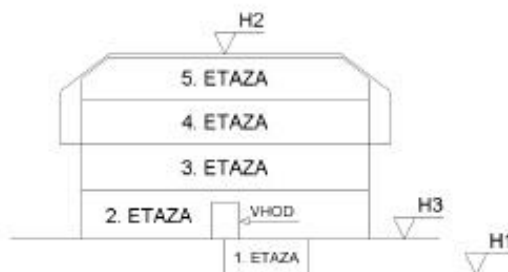 H2
5. ETAZA
4. ETAZA
3. ETAZA
2. ETAZA
VHOD
H3
1. ETAZA
H1